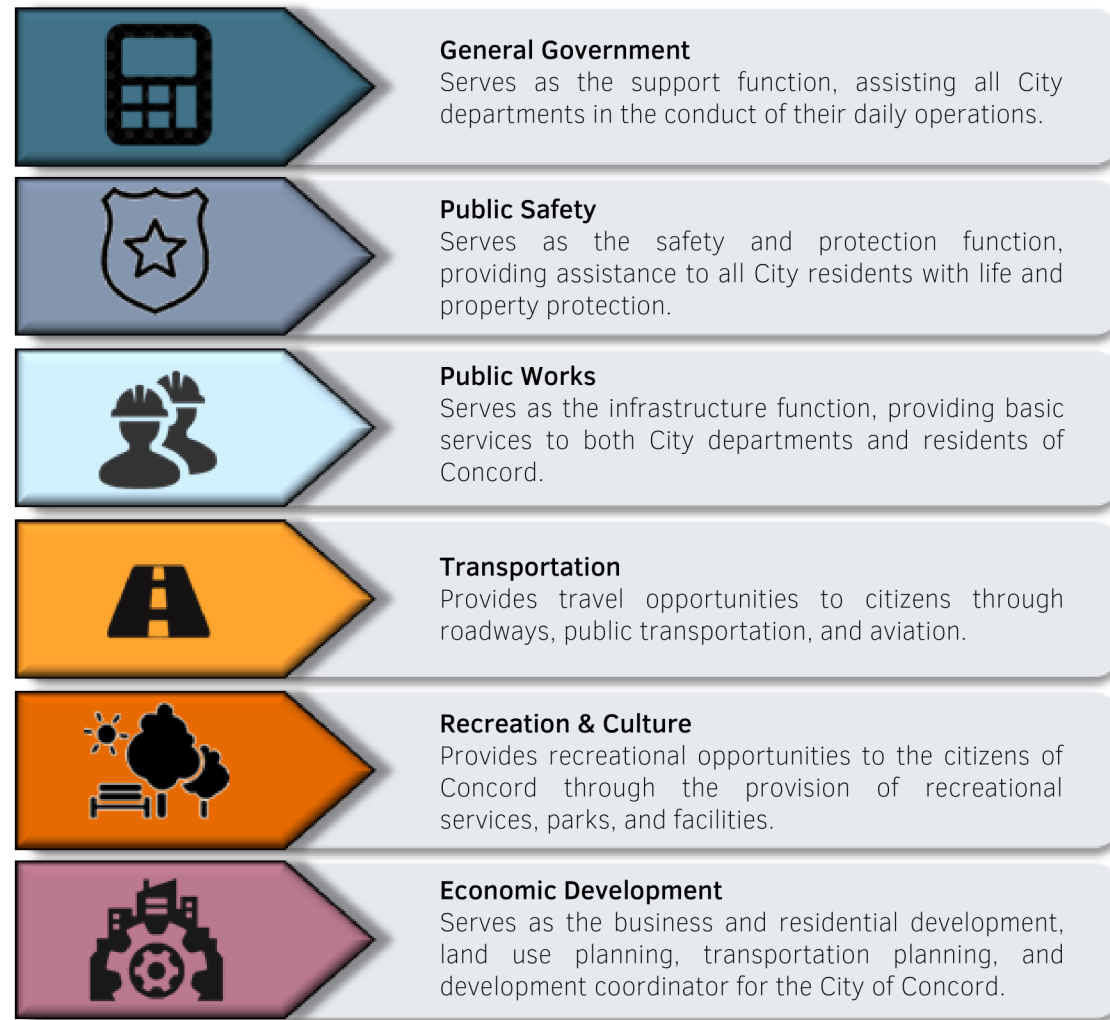 General Government
Serves as the support function, assisting all City
departments in the conduct of their daily operations.
Public Safety
Serves as the safety and protection function,
providing assistance to all City residents with life and
property protection.
Public Works
Serves as the infrastructure function, providing basic
services to both City departments and residents of
Concord.
Transportation
Provides travel opportunities to citizens through
roadways, public transportation, and aviation.
Recreation & Culture
Provides recreational opportunities to the citizens of
Concord through the provision of recreational
services, parks, and facilities.
Economic Development
Serves as the business and residential development,
land use planning, transportation planning, and
development coordinator for the City of Concord.